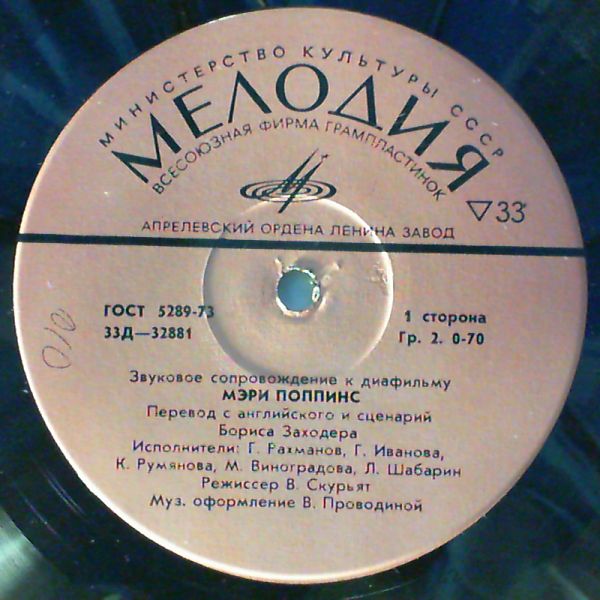 МИНИСТЕРСТВО КУЛЬТУРЫ СССР
МЕЛОДИЯ
ВСЕСОЮЗНАЯ ФИРМА ГРАМПЛАСТИНОК
33
АПРЕЛЕВСКИЙ ОРДЕНА ЛЕНИНА ЗАВОД
ГОСТ 5289-73
33Д—32881
1 сторона
Гр. 2. 0-70
Звуковое сопровождение к диафильму
МЭРИ ПОППИНС
Перевод с английского и сценарий
Бориса Заходера
Исполнители: Г. Рахманов, Г. Иванова,
К. Румянова, М. Виноградова, Л. Шабарин
Режиссер В. Скурьят
Муз. оформление В. Проводиной